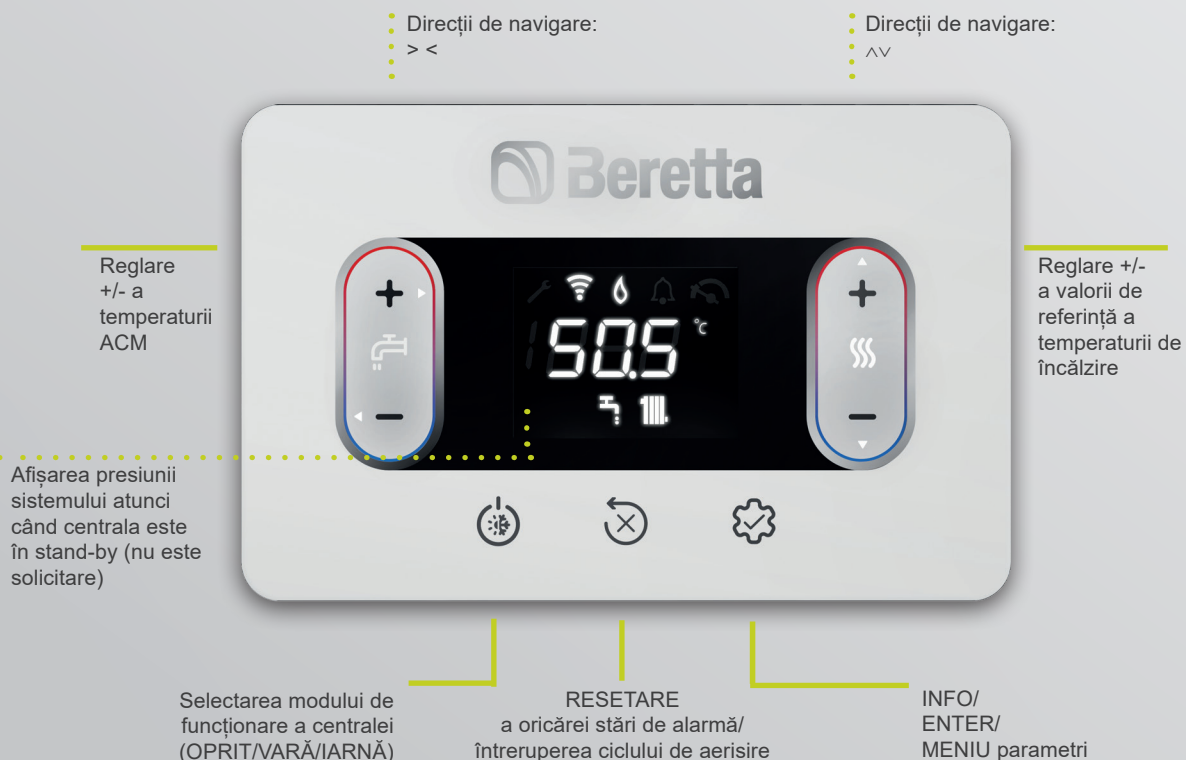 Direcții de navigare:
> <
Direcții de navigare:
˄˅
Beretta
Reglare
+/- a
temperaturii
ACM
50.5 °C
Reglare +/-
a valorii de
referință a
temperaturii de
încălzire
Afișarea presiunii
sistemului atunci
când centrala este
în stand-by (nu este
solicitare)
Selectarea modului de
funcționare a centralei
(OPRIT/VARĂ/IARNĂ)
RESETARE
a oricărei stări de alarmă/
întreruperea ciclului de aerisire
INFO/
ENTER/
MENIU parametri